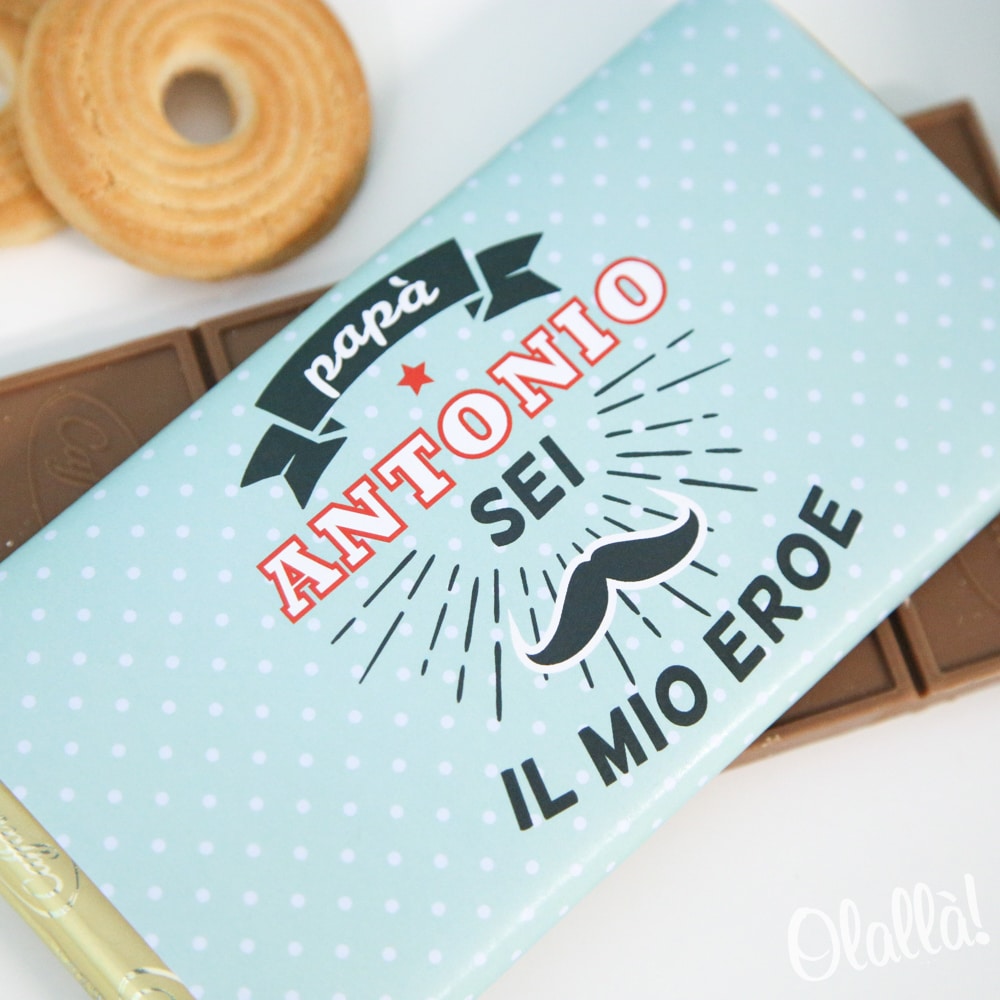 papà
ANTONIO
SEI
IL MIO EROE
Olallà!